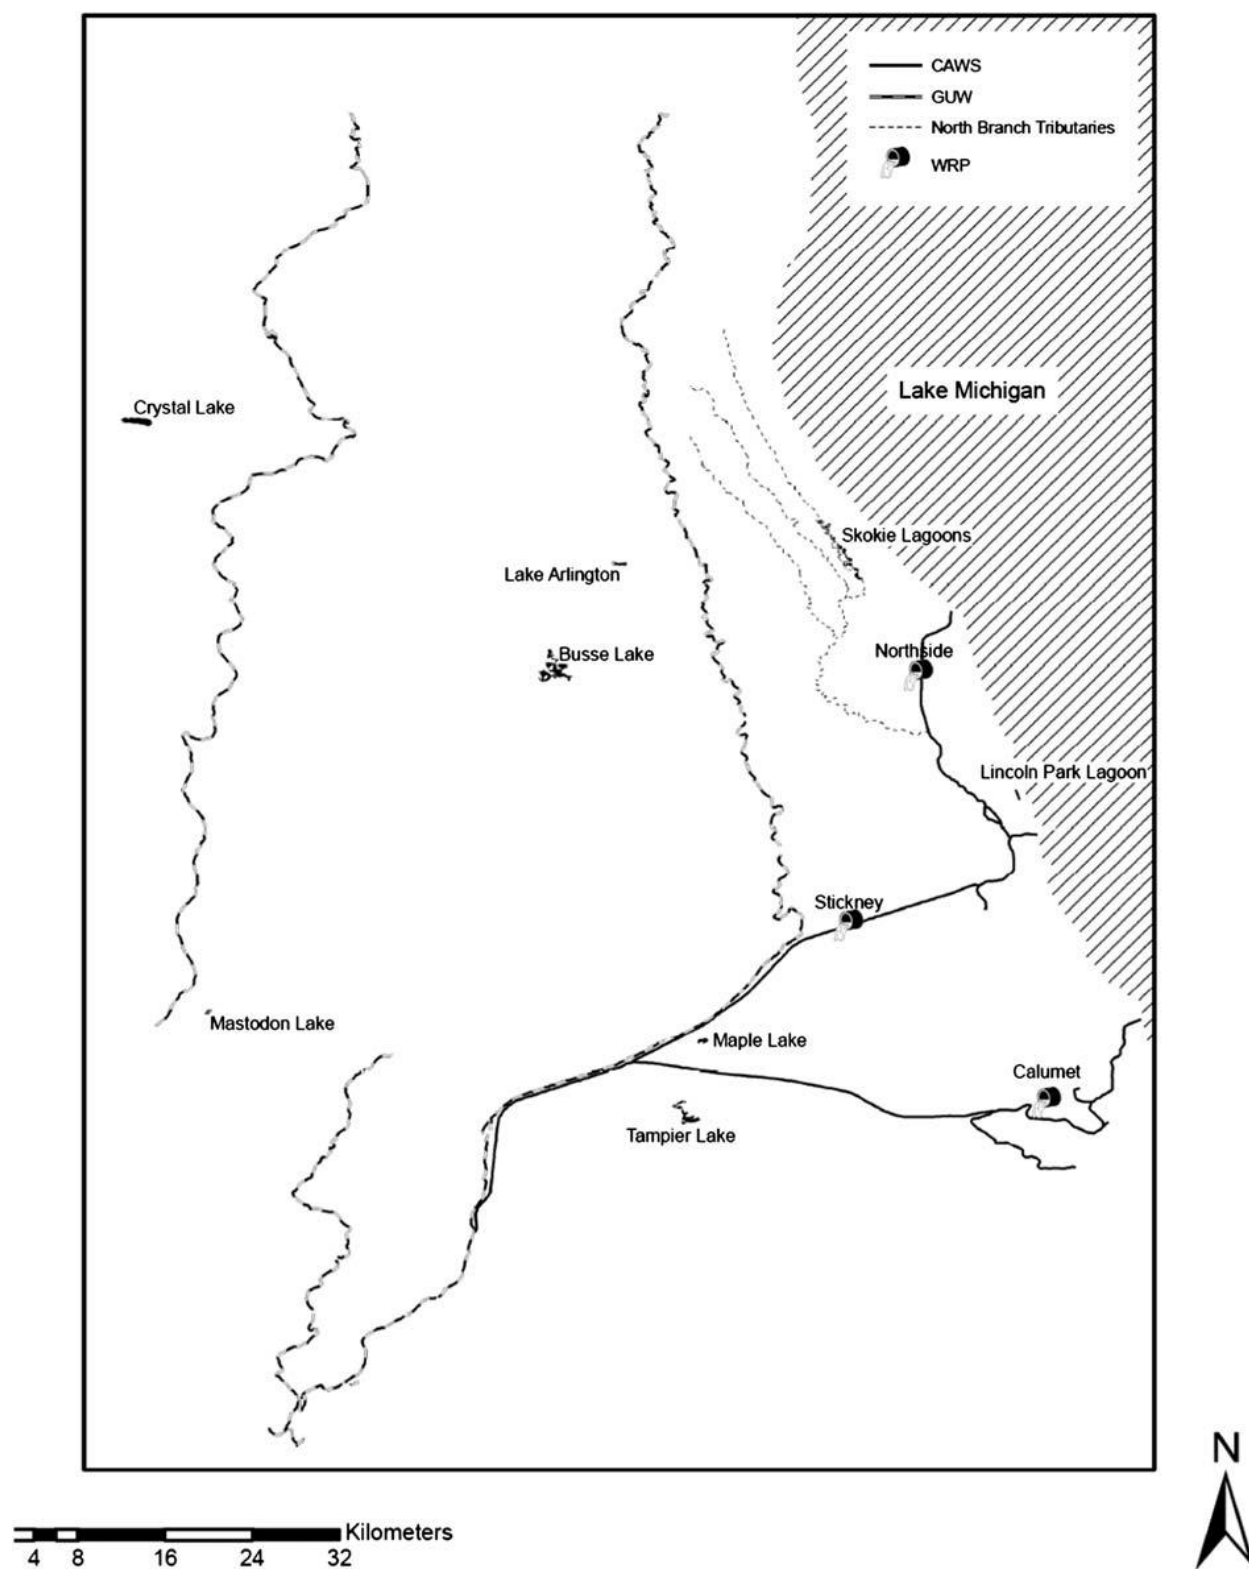 CAWS
GUW
North Branch Tributaries
WRP
Lake Michigan
Crystal Lake
Skokie Lagoons
Lake Arlington
Northside
Busse Lake
Lincoln Park Lagoon
Stickney
Mastodon Lake
Maple Lake
Calumet
Tampier Lake
N
Kilometers
4 8 16 24 32